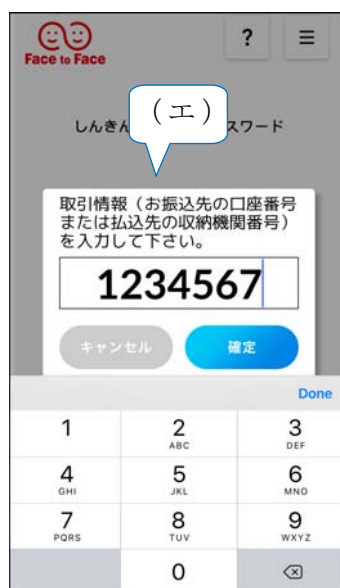 Face to Face
?
しんきん
スワード
(エ)
取引情報（お振込先の口座番号
または払込先の収納機関番号）
を入力して下さい。
1234567
キャンセル 確定
Done
1 2 3
ABC DEF
4 5 6
GHI JKL MNO
7 8 9
PQRS TUV WXYZ
0